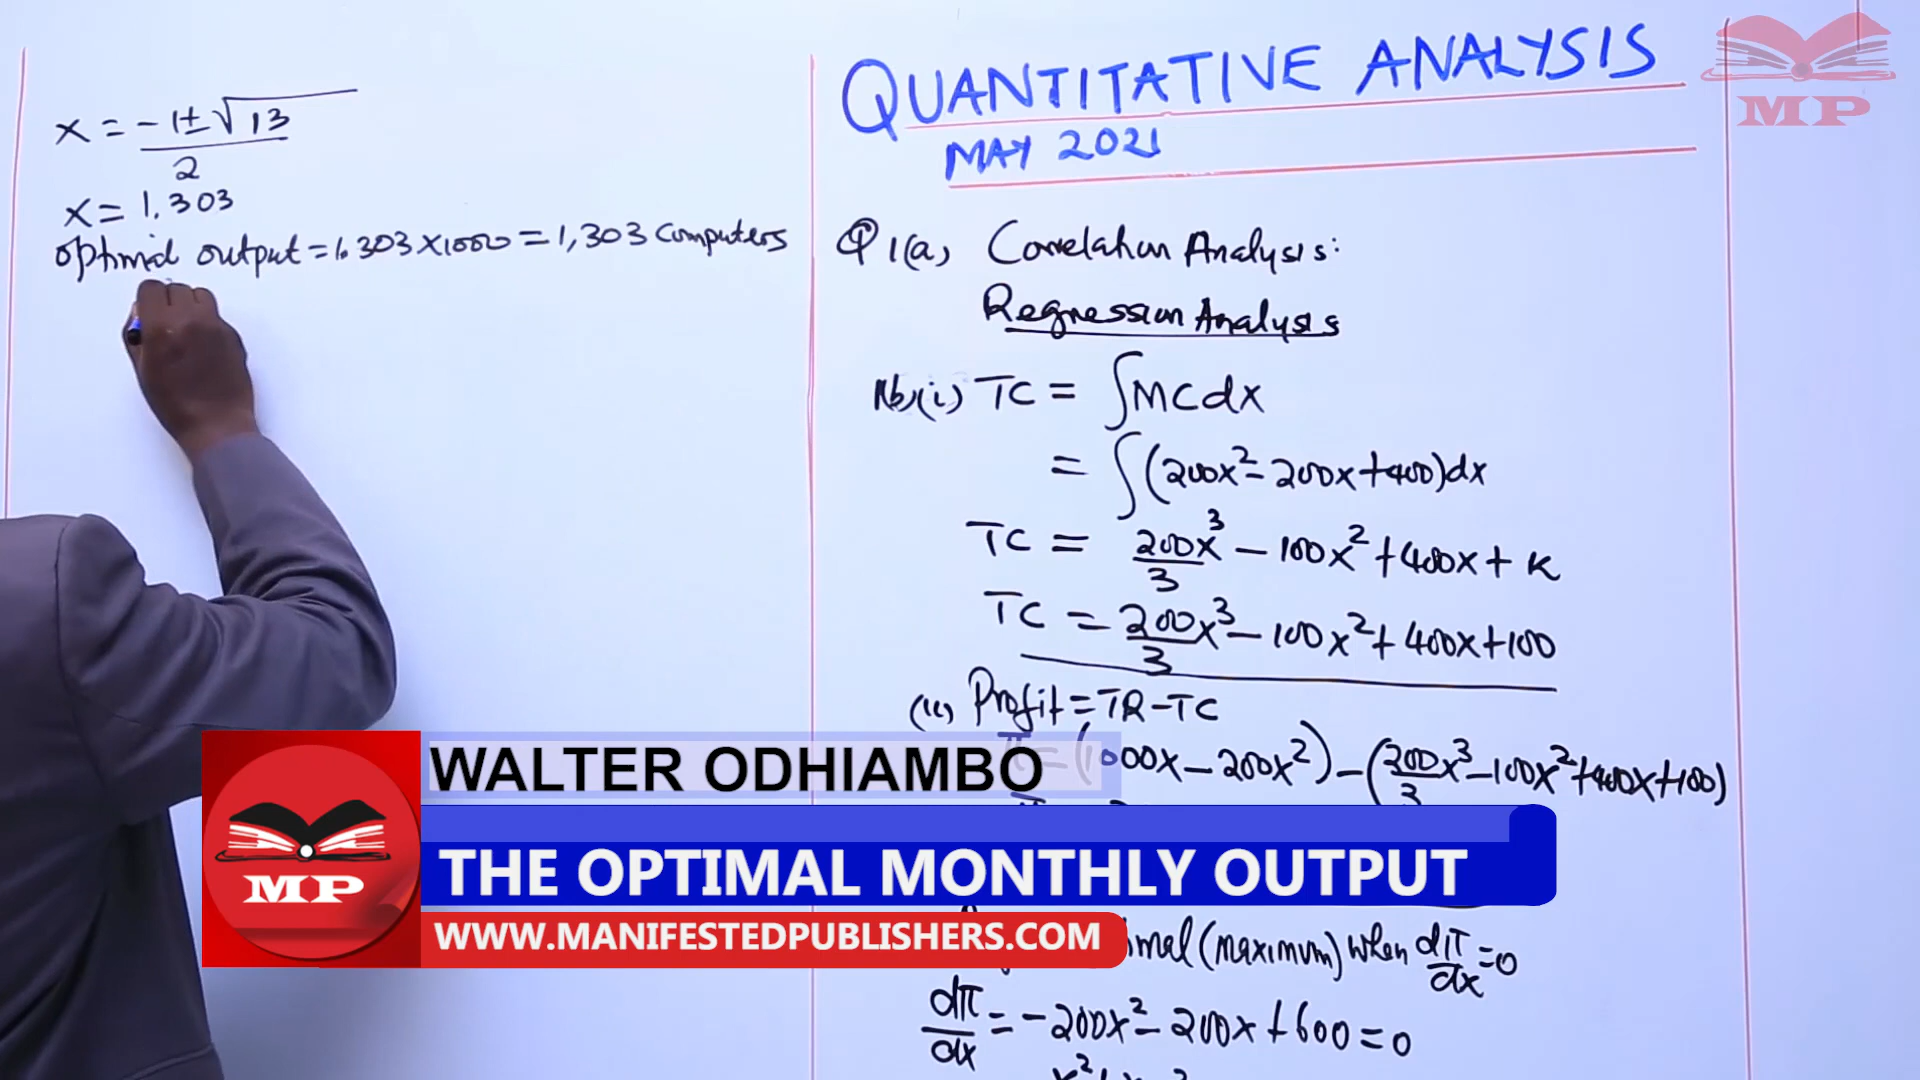 x = -1±√13
2
x = 1.303
optimal output = 1.303 X1000 = 1,303 Computers
QUANTITATIVE ANALYSIS
MAY 2021
MP
Q 1(a) Correlation Analysis:
Regression Analysis
1(b)(i) TC = ∫MCdx
= ∫(200x²-200x+400)dx
TC = 200x³/3 - 100x² + 400x + K
TC = 200x³/3 - 100x² + 400x + 100
(ii) Profit = TR-TC
= (1000x - 200x²) - (200x³/3 - 100x² + 400x + 100)
WALTER ODHIAMBO
THE OPTIMAL MONTHLY OUTPUT
MP
WWW.MANIFESTEDPUBLISHERS.COM
(maximum) when dπ/dx = 0
dπ/dx = -200x² - 200x + 600 = 0